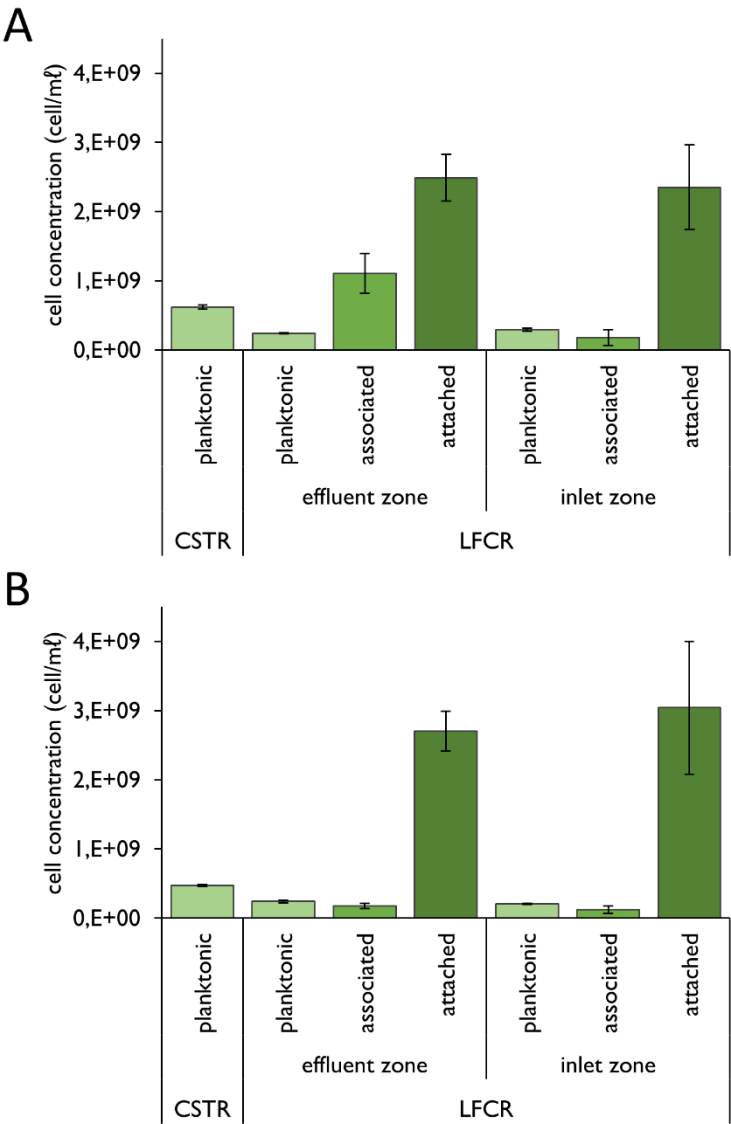 A
cell concentration (cell/mℓ)
4,E+09
3,E+09
2,E+09
1,E+09
0,E+00
planktonic
planktonic
associated
attached
planktonic
associated
attached
effluent zone
inlet zone
CSTR
LFCR
B
cell concentration (cell/mℓ)
4,E+09
3,E+09
2,E+09
1,E+09
0,E+00
planktonic
planktonic
associated
attached
planktonic
associated
attached
effluent zone
inlet zone
CSTR
LFCR